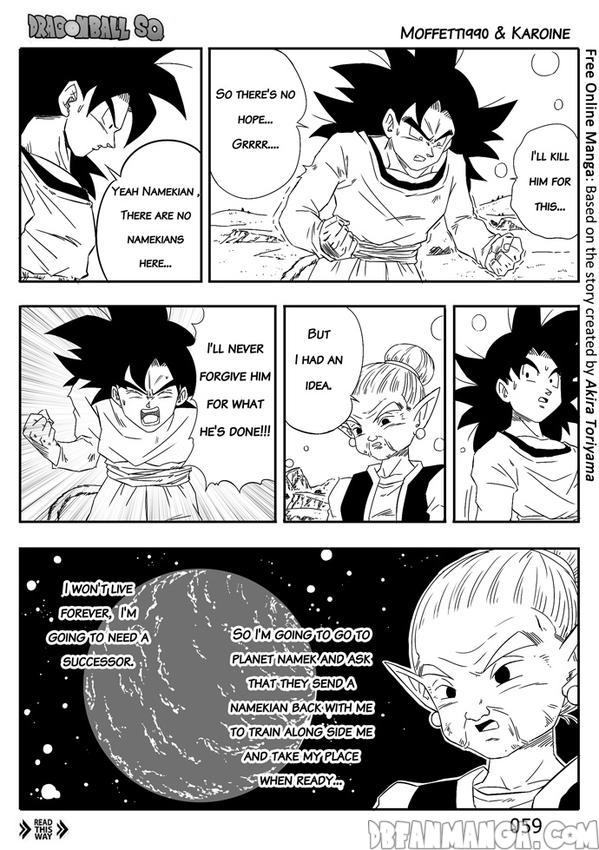 DRAGONBALL SQ
MOFFETT1990 & KAROINE
YEAH NAMEKIAN ,
THERE ARE NO
NAMEKIANS
HERE...
SO THERE'S NO
HOPE...
GRRRR....
I'LL KILL
HIM FOR
THIS...
I'LL NEVER
FORGIVE HIM
FOR WHAT
HE'S DONE!!!
BUT
I HAD AN
IDEA.
I WON'T LIVE
FOREVER, I'M
GOING TO NEED A
SUCCESSOR.
SO I'M GOING TO GO TO
PLANET NAMEK AND ASK
THAT THEY SEND A
NAMEKIAN BACK WITH ME
TO TRAIN ALONG SIDE ME
AND TAKE MY PLACE
WHEN READY...
Free Online Manga: Based on the story created by Akira Toriyama
READ
THIS
WAY
059
DBFANMANGA.COM